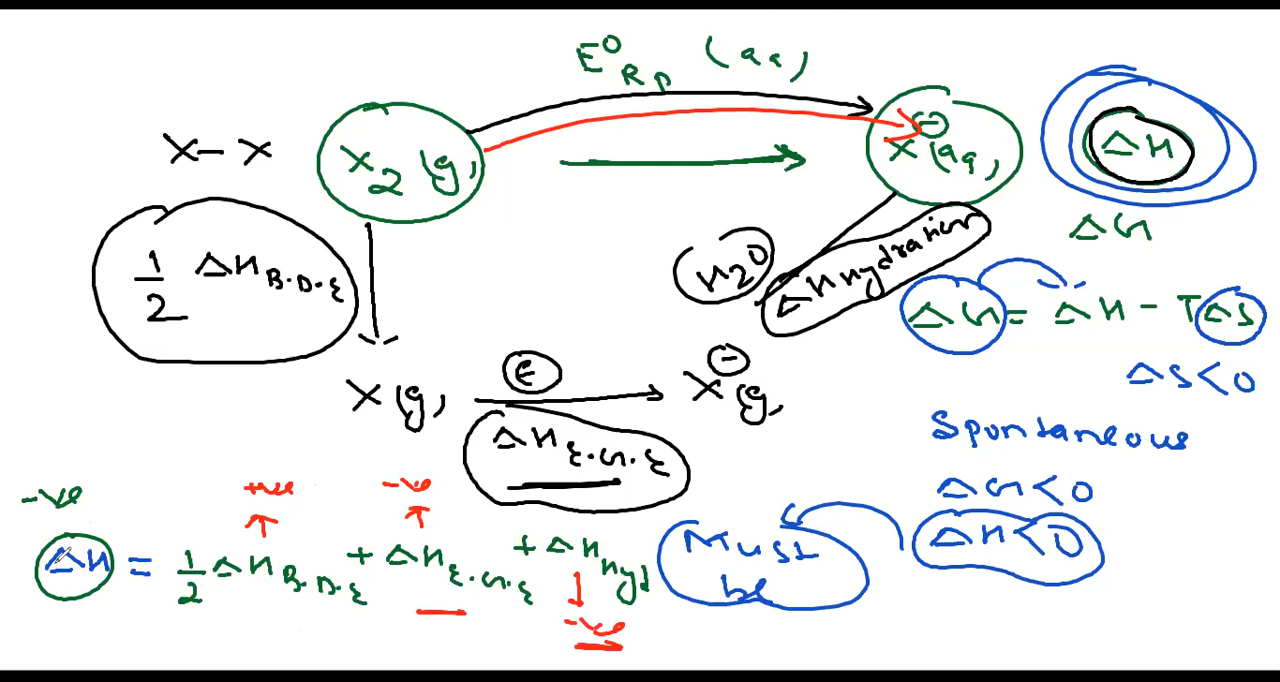 E⁰RP (aq)
X – X
X₂ (g)
X⁻ (aq)
ΔH
ΔG
½ ΔH B.D.E
H₂O
ΔH Hydration
ΔG = ΔH - TΔS
ΔS < 0
X (g)
E
X⁻ (g)
Spontaneous
ΔH E.G.E
ΔG < 0
-ve
+ve
-ve
ΔH < 0
ΔH = ½ ΔH B.D.E + ΔH E.G.E + ΔH Hyd
Must
be
-ve